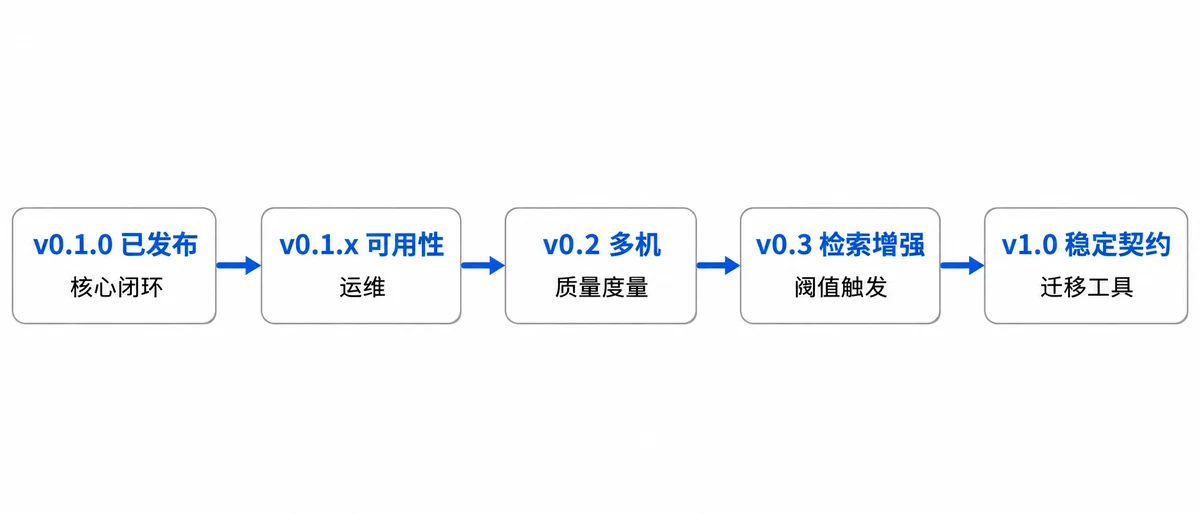 v0.1.0 已发布
核心闭环
v0.1.x 可用性
运维
v0.2 多机
质量度量
v0.3 检索增强
阈值触发
v1.0 稳定契约
迁移工具